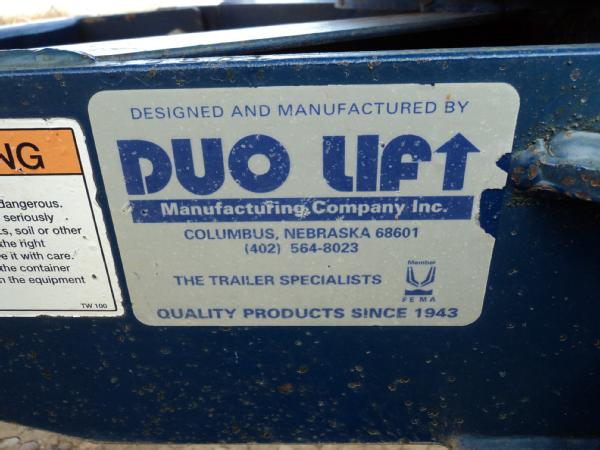 DESIGNED AND MANUFACTURED BY
DUO LIFT
Manufacturing Company Inc.
COLUMBUS, NEBRASKA 68601
(402) 564-8023
THE TRAILER SPECIALISTS
Member
FEMA
QUALITY PRODUCTS SINCE 1943
NG
dangerous.
seriously
s, soil or other
the right
e it with care.
the container
n the equipment
TW 100